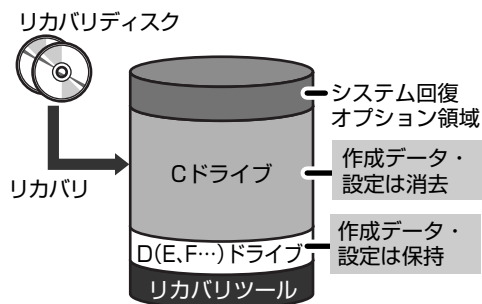 リカバリディスク
システム回復
オプション領域
Cドライブ
作成データ・
設定は消去
リカバリ
D(E、F…)ドライブ
作成データ・
設定は保持
リカバリツール